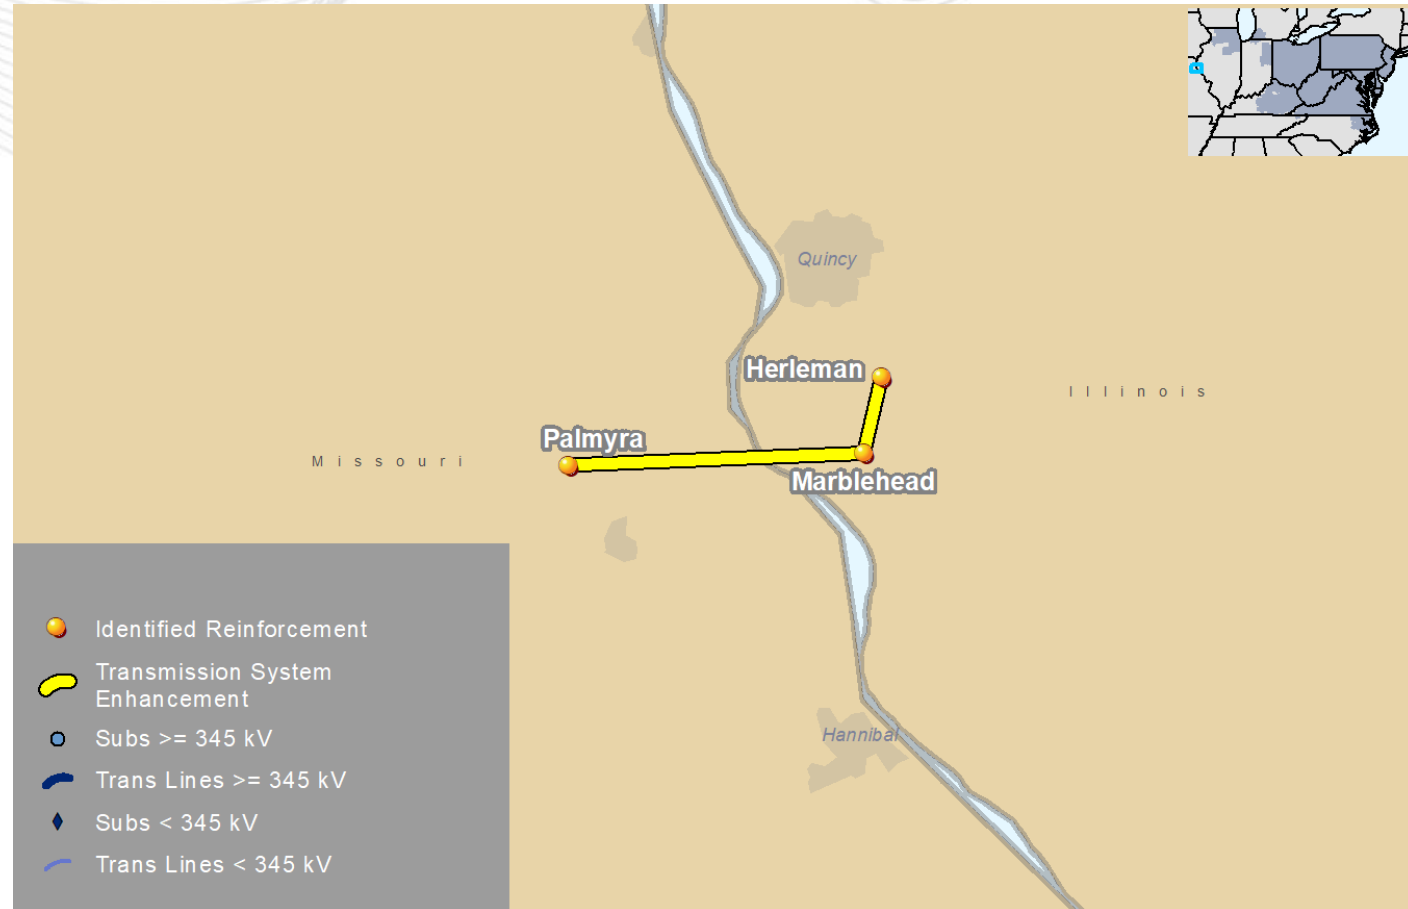 Quincy
Herleman
Illinois
Palmyra
Missouri
Marblehead
Identified Reinforcement
Transmission System
Enhancement
Subs >= 345 kV
Hannibal
Trans Lines >= 345 kV
Subs < 345 kV
Trans Lines < 345 kV